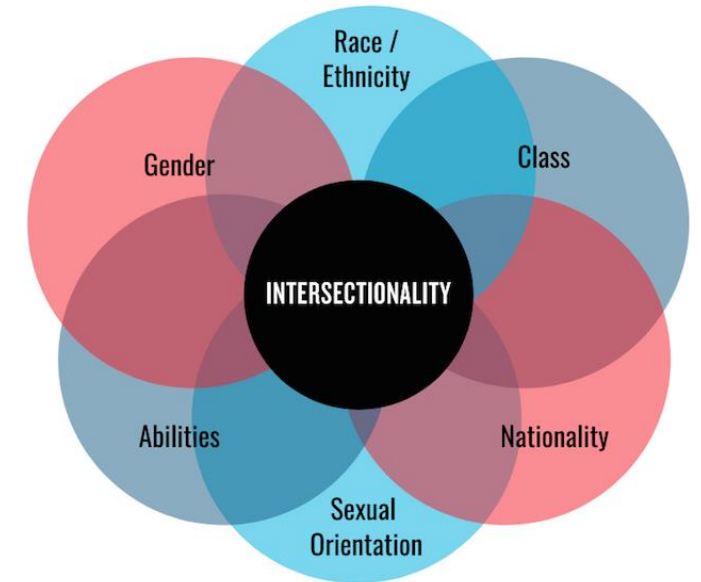 Race /
Ethnicity
Gender
Class
INTERSECTIONALITY
Abilities
Nationality
Sexual
Orientation